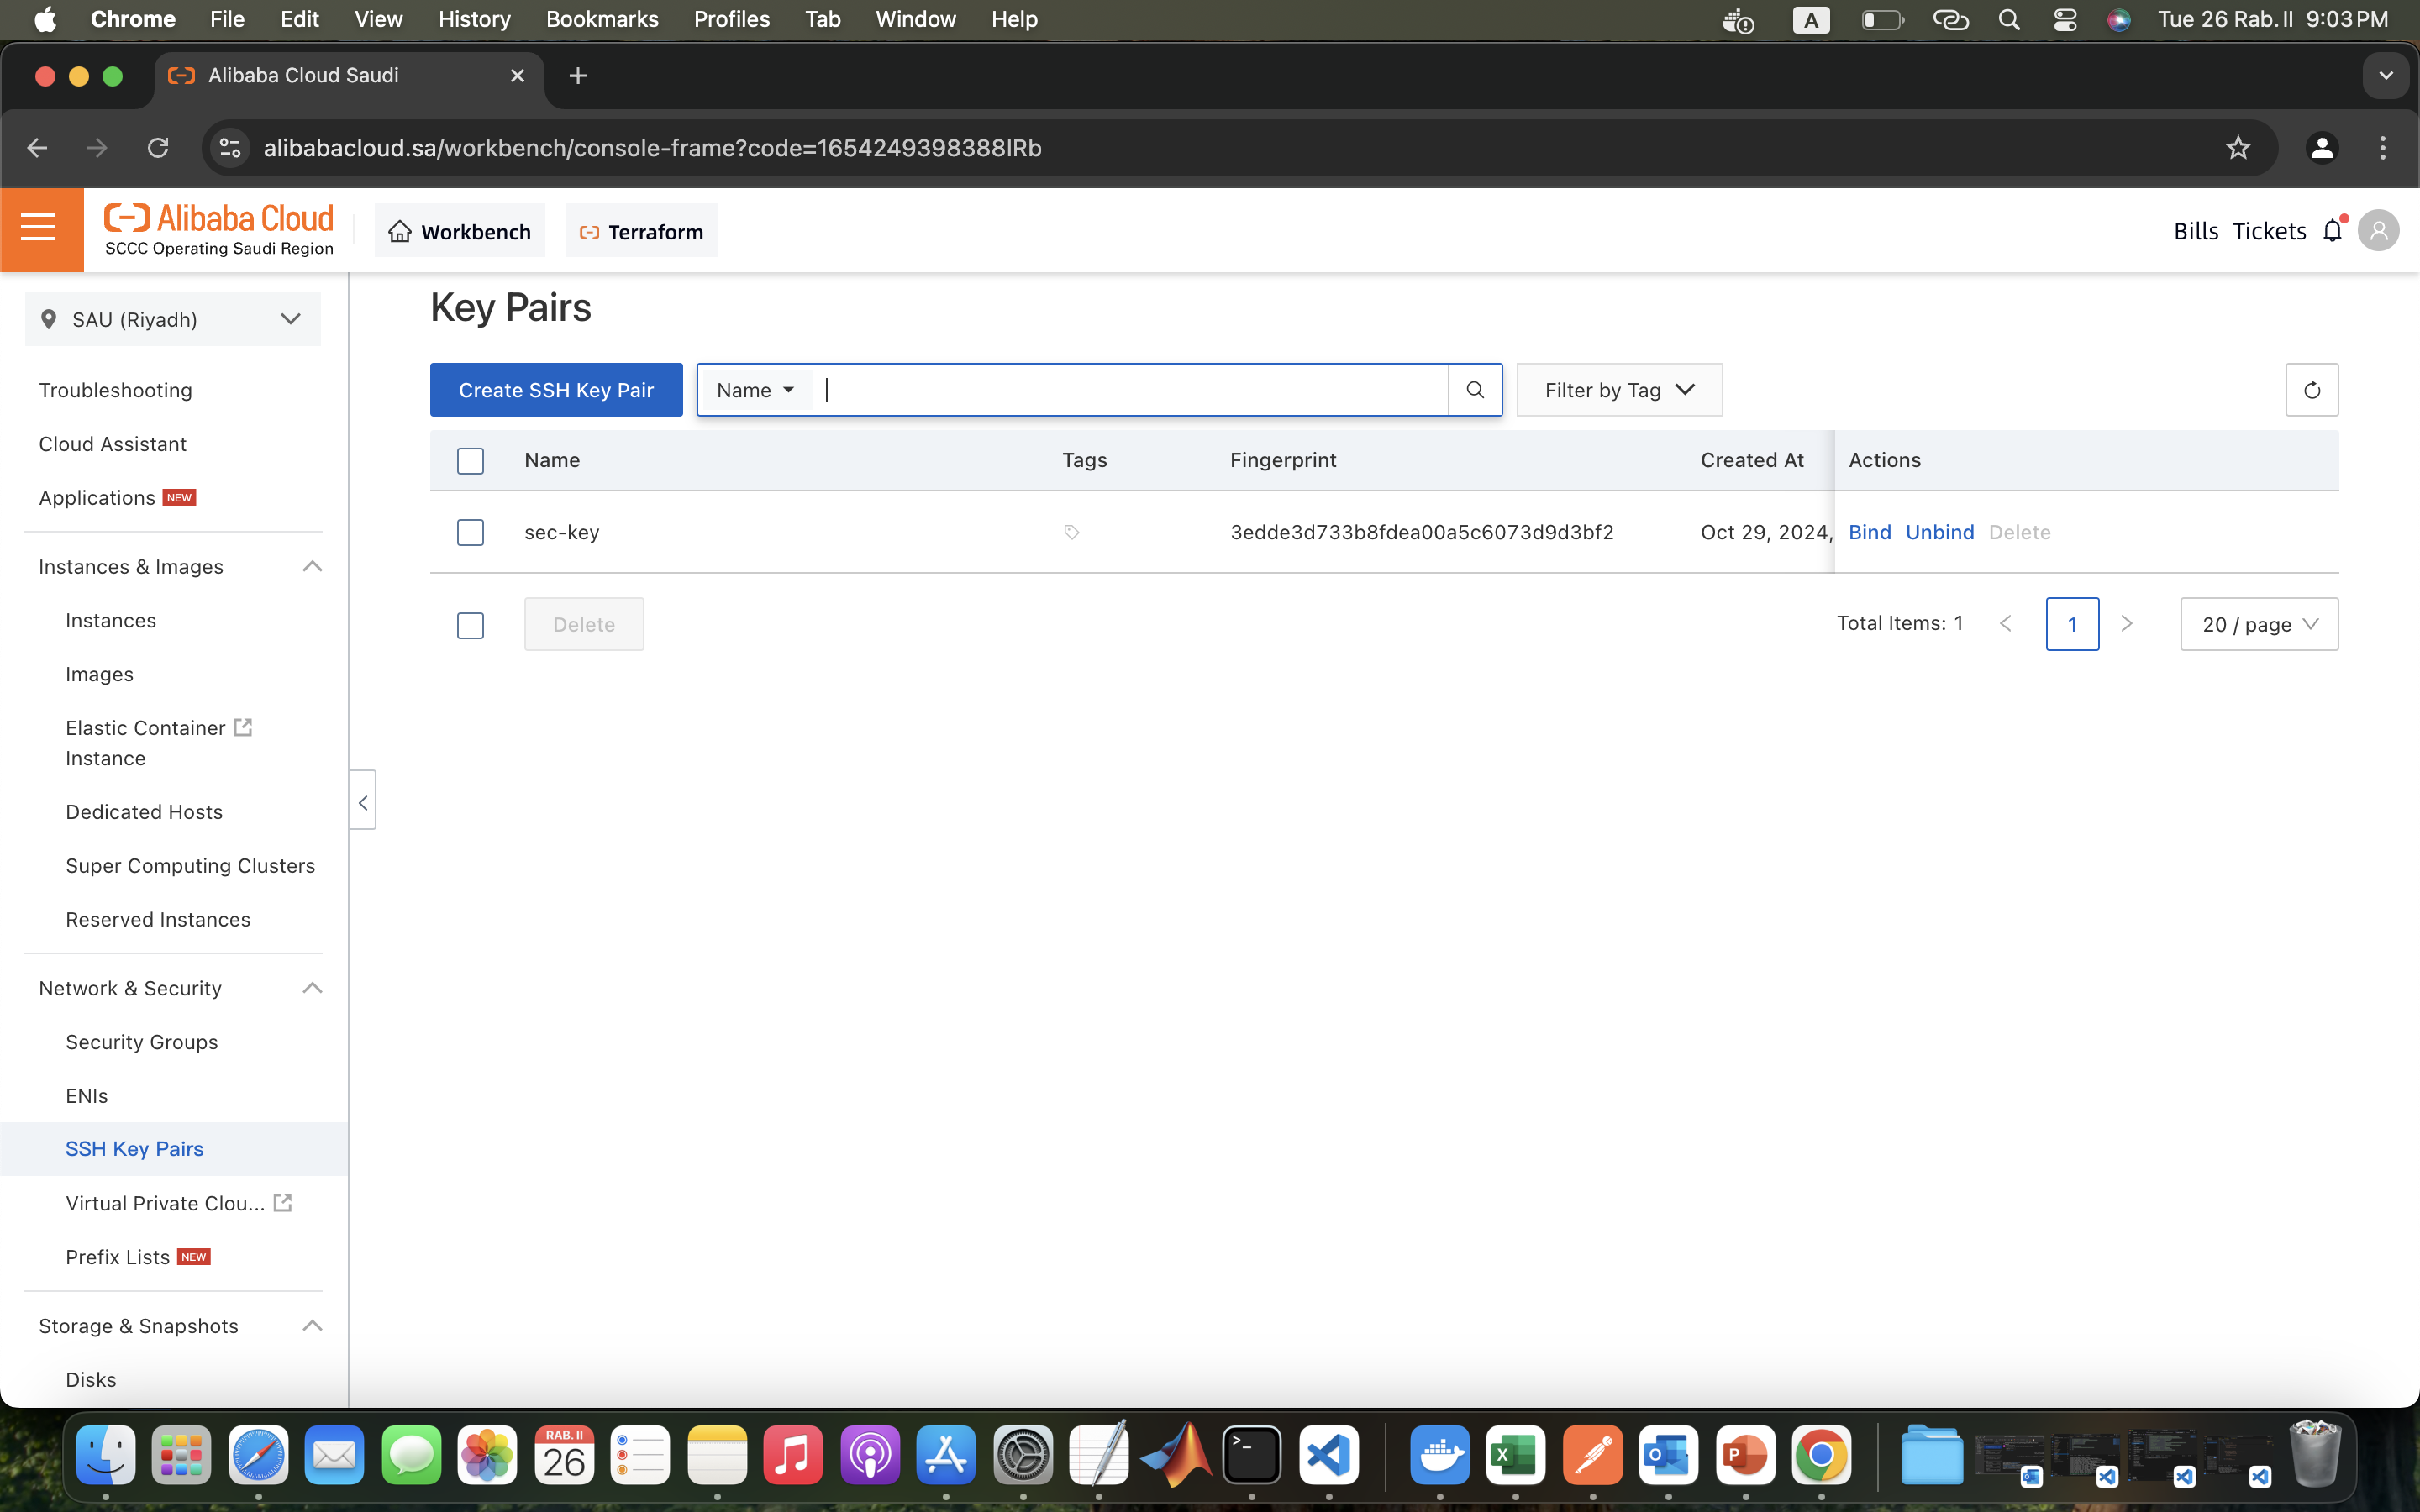 Chrome File Edit View History Bookmarks Profiles Tab Window Help A Tue 26 Rab. II 9:03 PM
Alibaba Cloud Saudi
alibabacloud.sa/workbench/console-frame?code=1654249398388IRb
Alibaba Cloud
SCCC Operating Saudi Region
Workbench Terraform Bills Tickets
SAU (Riyadh)
Troubleshooting
Cloud Assistant
Applications NEW
Instances & Images
Instances
Images
Elastic Container
Instance
Dedicated Hosts
Super Computing Clusters
Reserved Instances
Network & Security
Security Groups
ENIs
SSH Key Pairs
Virtual Private Clou...
Prefix Lists NEW
Storage & Snapshots
Disks
Key Pairs
Create SSH Key Pair Name Filter by Tag
Name Tags Fingerprint Created At Actions
sec-key 3edde3d733b8fdea00a5c6073d9d3bf2 Oct 29, 2024, Bind Unbind Delete
Delete Total Items: 1 1 20 / page
RAB. II
26